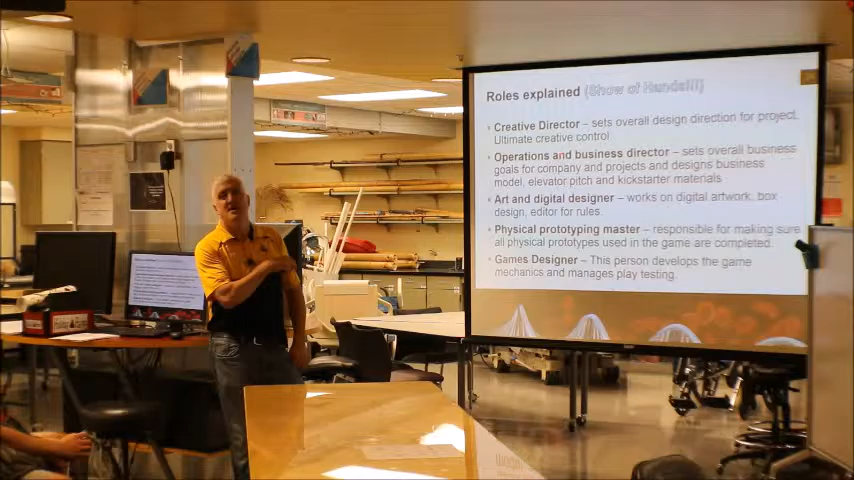 Roles explained (Show of Hands!!!)
• Creative Director – sets overall design direction for project,
Ultimate creative control
• Operations and business director – sets overall business
goals for company and projects and designs business
model, elevator pitch and kickstarter materials
• Art and digital designer – works on digital artwork, box
design, editor for rules.
• Physical prototyping master – responsible for making sure
all physical prototypes used in the game are completed.
• Games Designer – This person develops the game
mechanics and manages play testing.